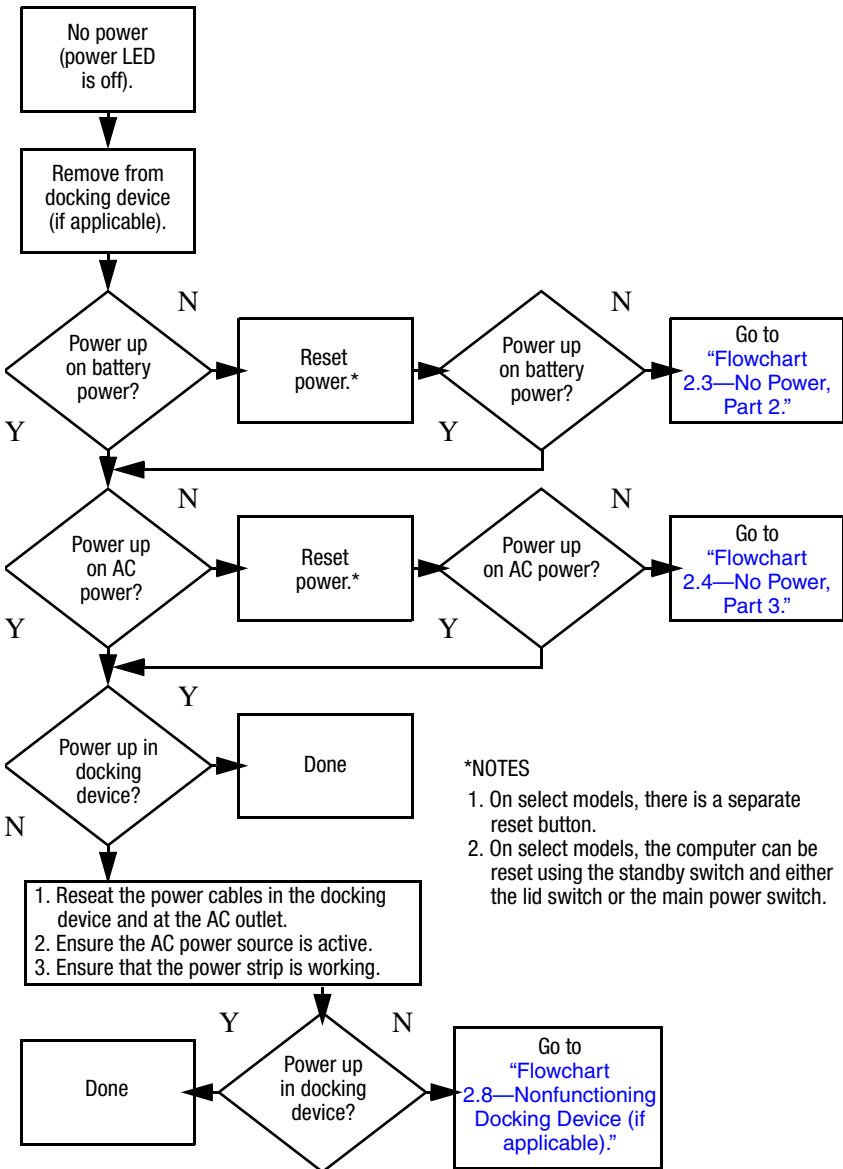 No power
(power LED
is off).
Remove from
docking device
(if applicable).
N
N
Power up
on battery
power?
Reset
power.*
Power up
on battery
power?
Go to
“Flowchart
2.3—No Power,
Part 2.”
Y
Y
N
N
Power up
on AC
power?
Reset
power.*
Power up
on AC power?
Go to
“Flowchart
2.4—No Power,
Part 3.”
Y
Y
Y
Power up in
docking
device?
Done
N
*NOTES
1. On select models, there is a separate
reset button.
2. On select models, the computer can be
reset using the standby switch and either
the lid switch or the main power switch.
1. Reseat the power cables in the docking
device and at the AC outlet.
2. Ensure the AC power source is active.
3. Ensure that the power strip is working.
Y
N
Done
Power up
in docking
device?
Go to
“Flowchart
2.8—Nonfunctioning
Docking Device (if
applicable).”